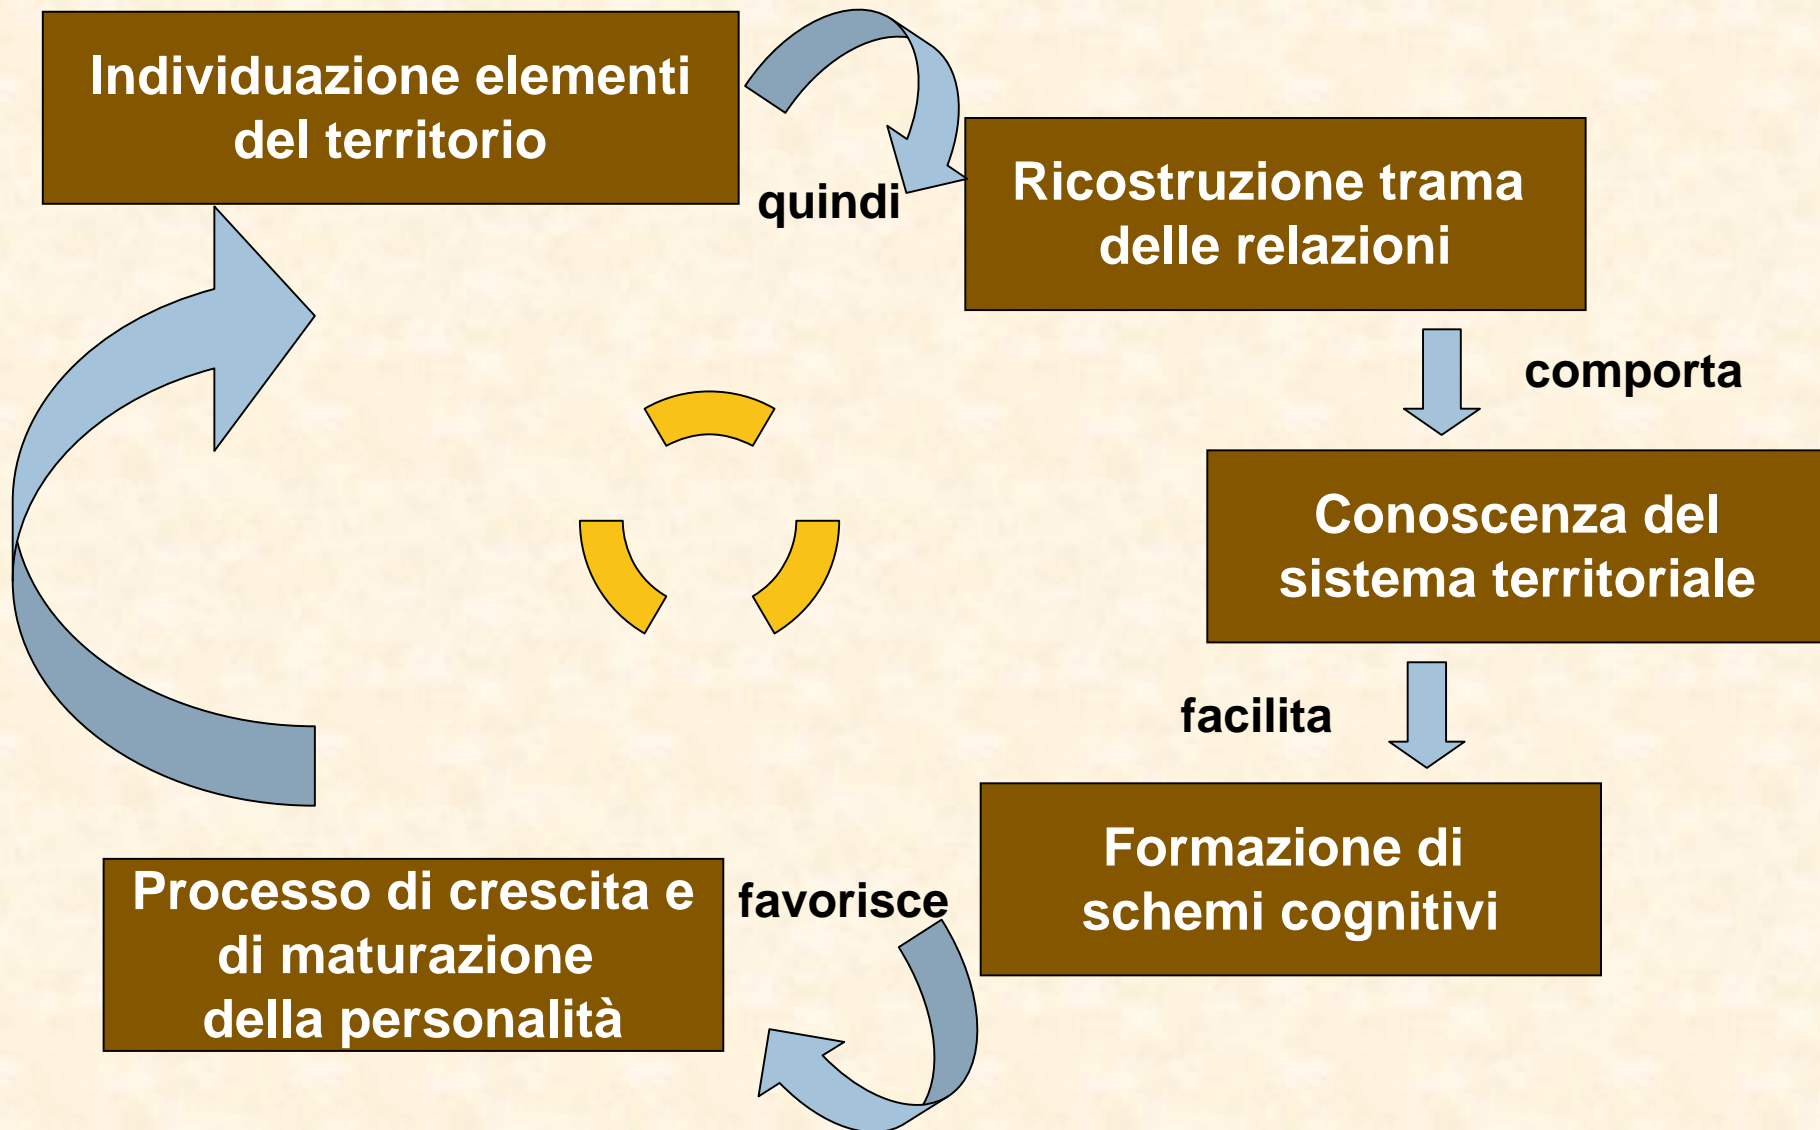 Individuazione elementi
del territorio
quindi
Ricostruzione trama
delle relazioni
comporta
Conoscenza del
sistema territoriale
facilita
Formazione di
schemi cognitivi
favorisce
Processo di crescita e
di maturazione
della personalità